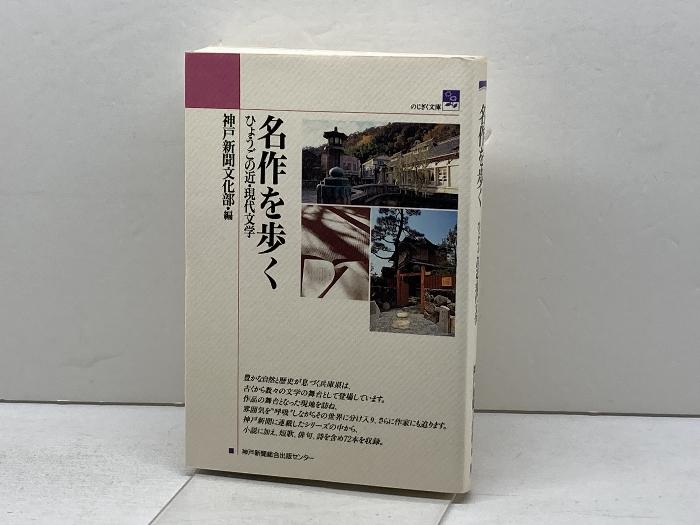 のじぎく文庫
名作を歩く
ひょうごの近・現代文学
神戸新聞文化部・編
豊かな自然と歴史が息づく兵庫県は、
古くから数々の文学の舞台として登場しています。
作品の舞台となった現地を訪ね、
雰囲気を“呼吸”しながらその世界に分け入り、さらに作家にも迫ります。
神戸新聞に連載したシリーズの中から、
小説に加え、短歌、俳句、詩を含め72本を収録。
神戸新聞総合出版センター
名作を歩く